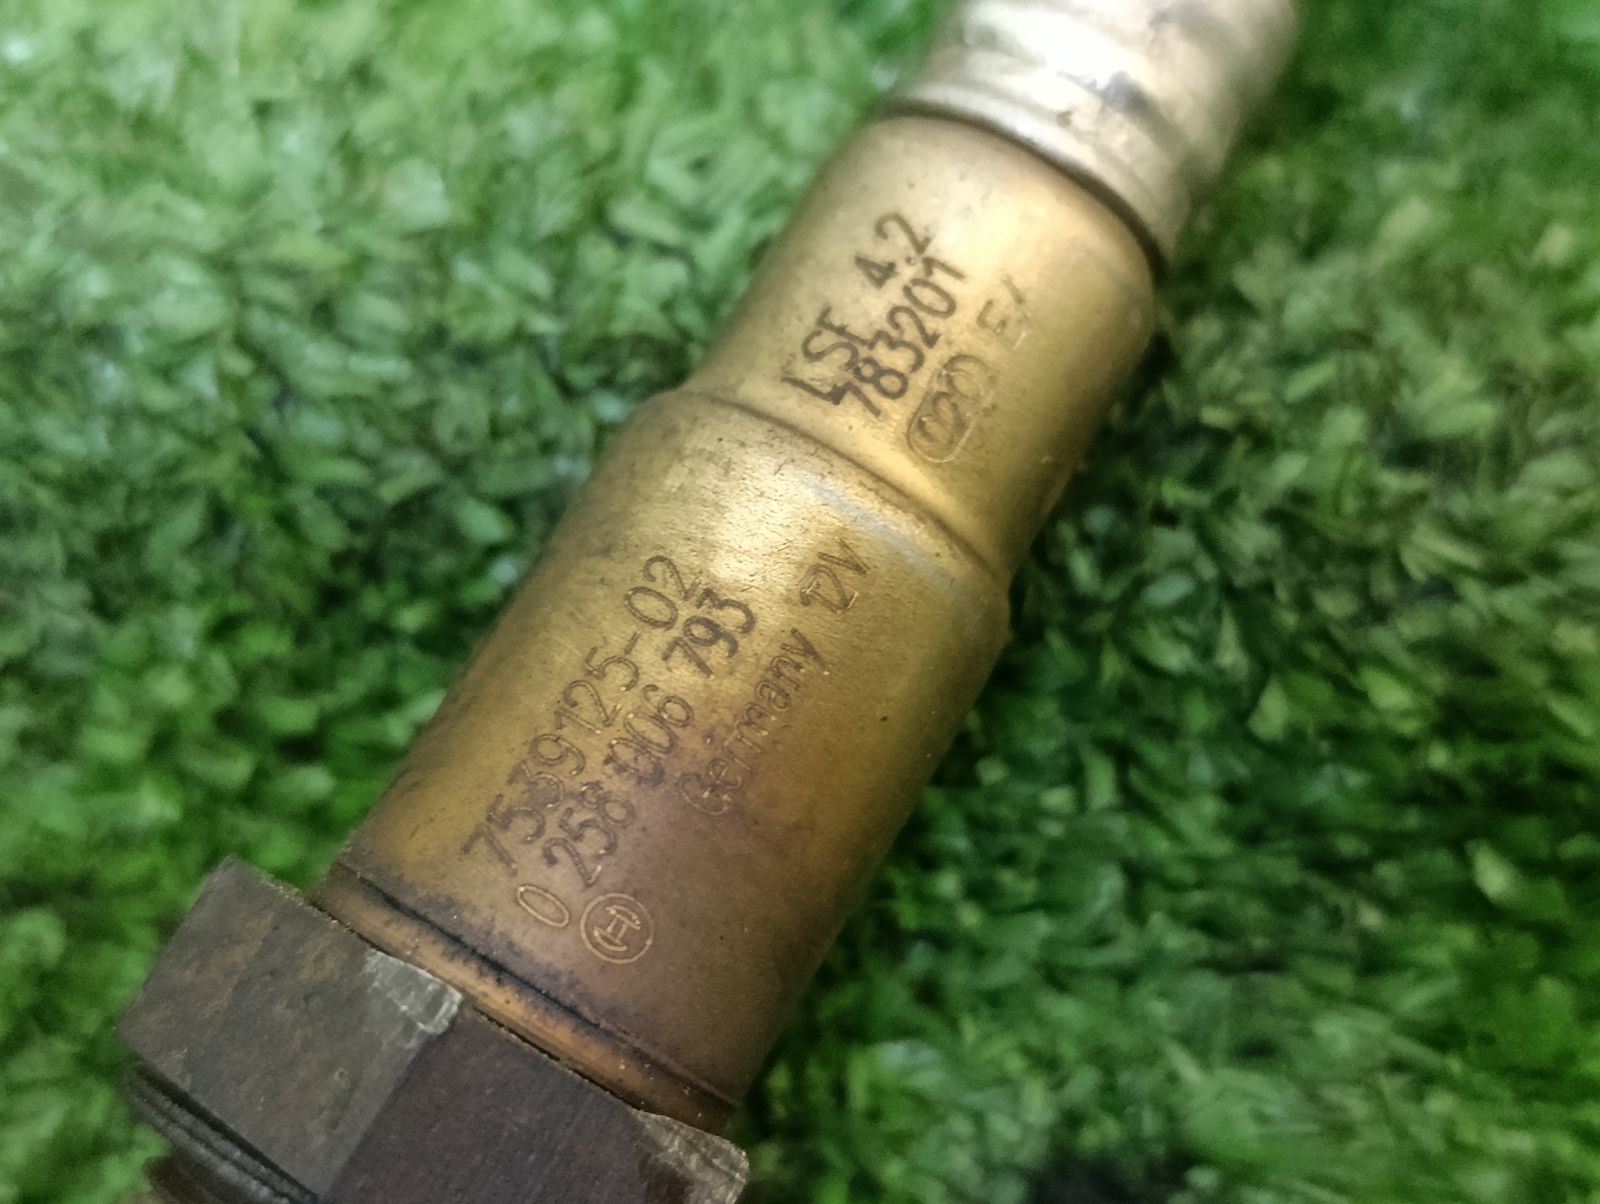 LSF 4.2
783201
7539125-02
0 258 006 793
Germany 12V